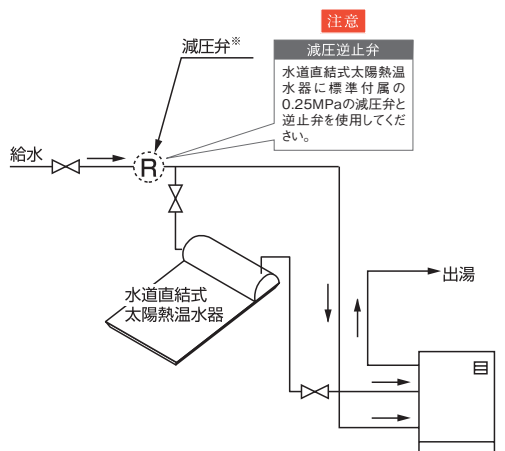 注意
減圧弁※
減圧逆止弁
水道直結式太陽熱温
水器に標準付属の
0.25MPaの減圧弁と
逆止弁を使用してくだ
さい。
給水
R
水道直結式
太陽熱温水器
出湯